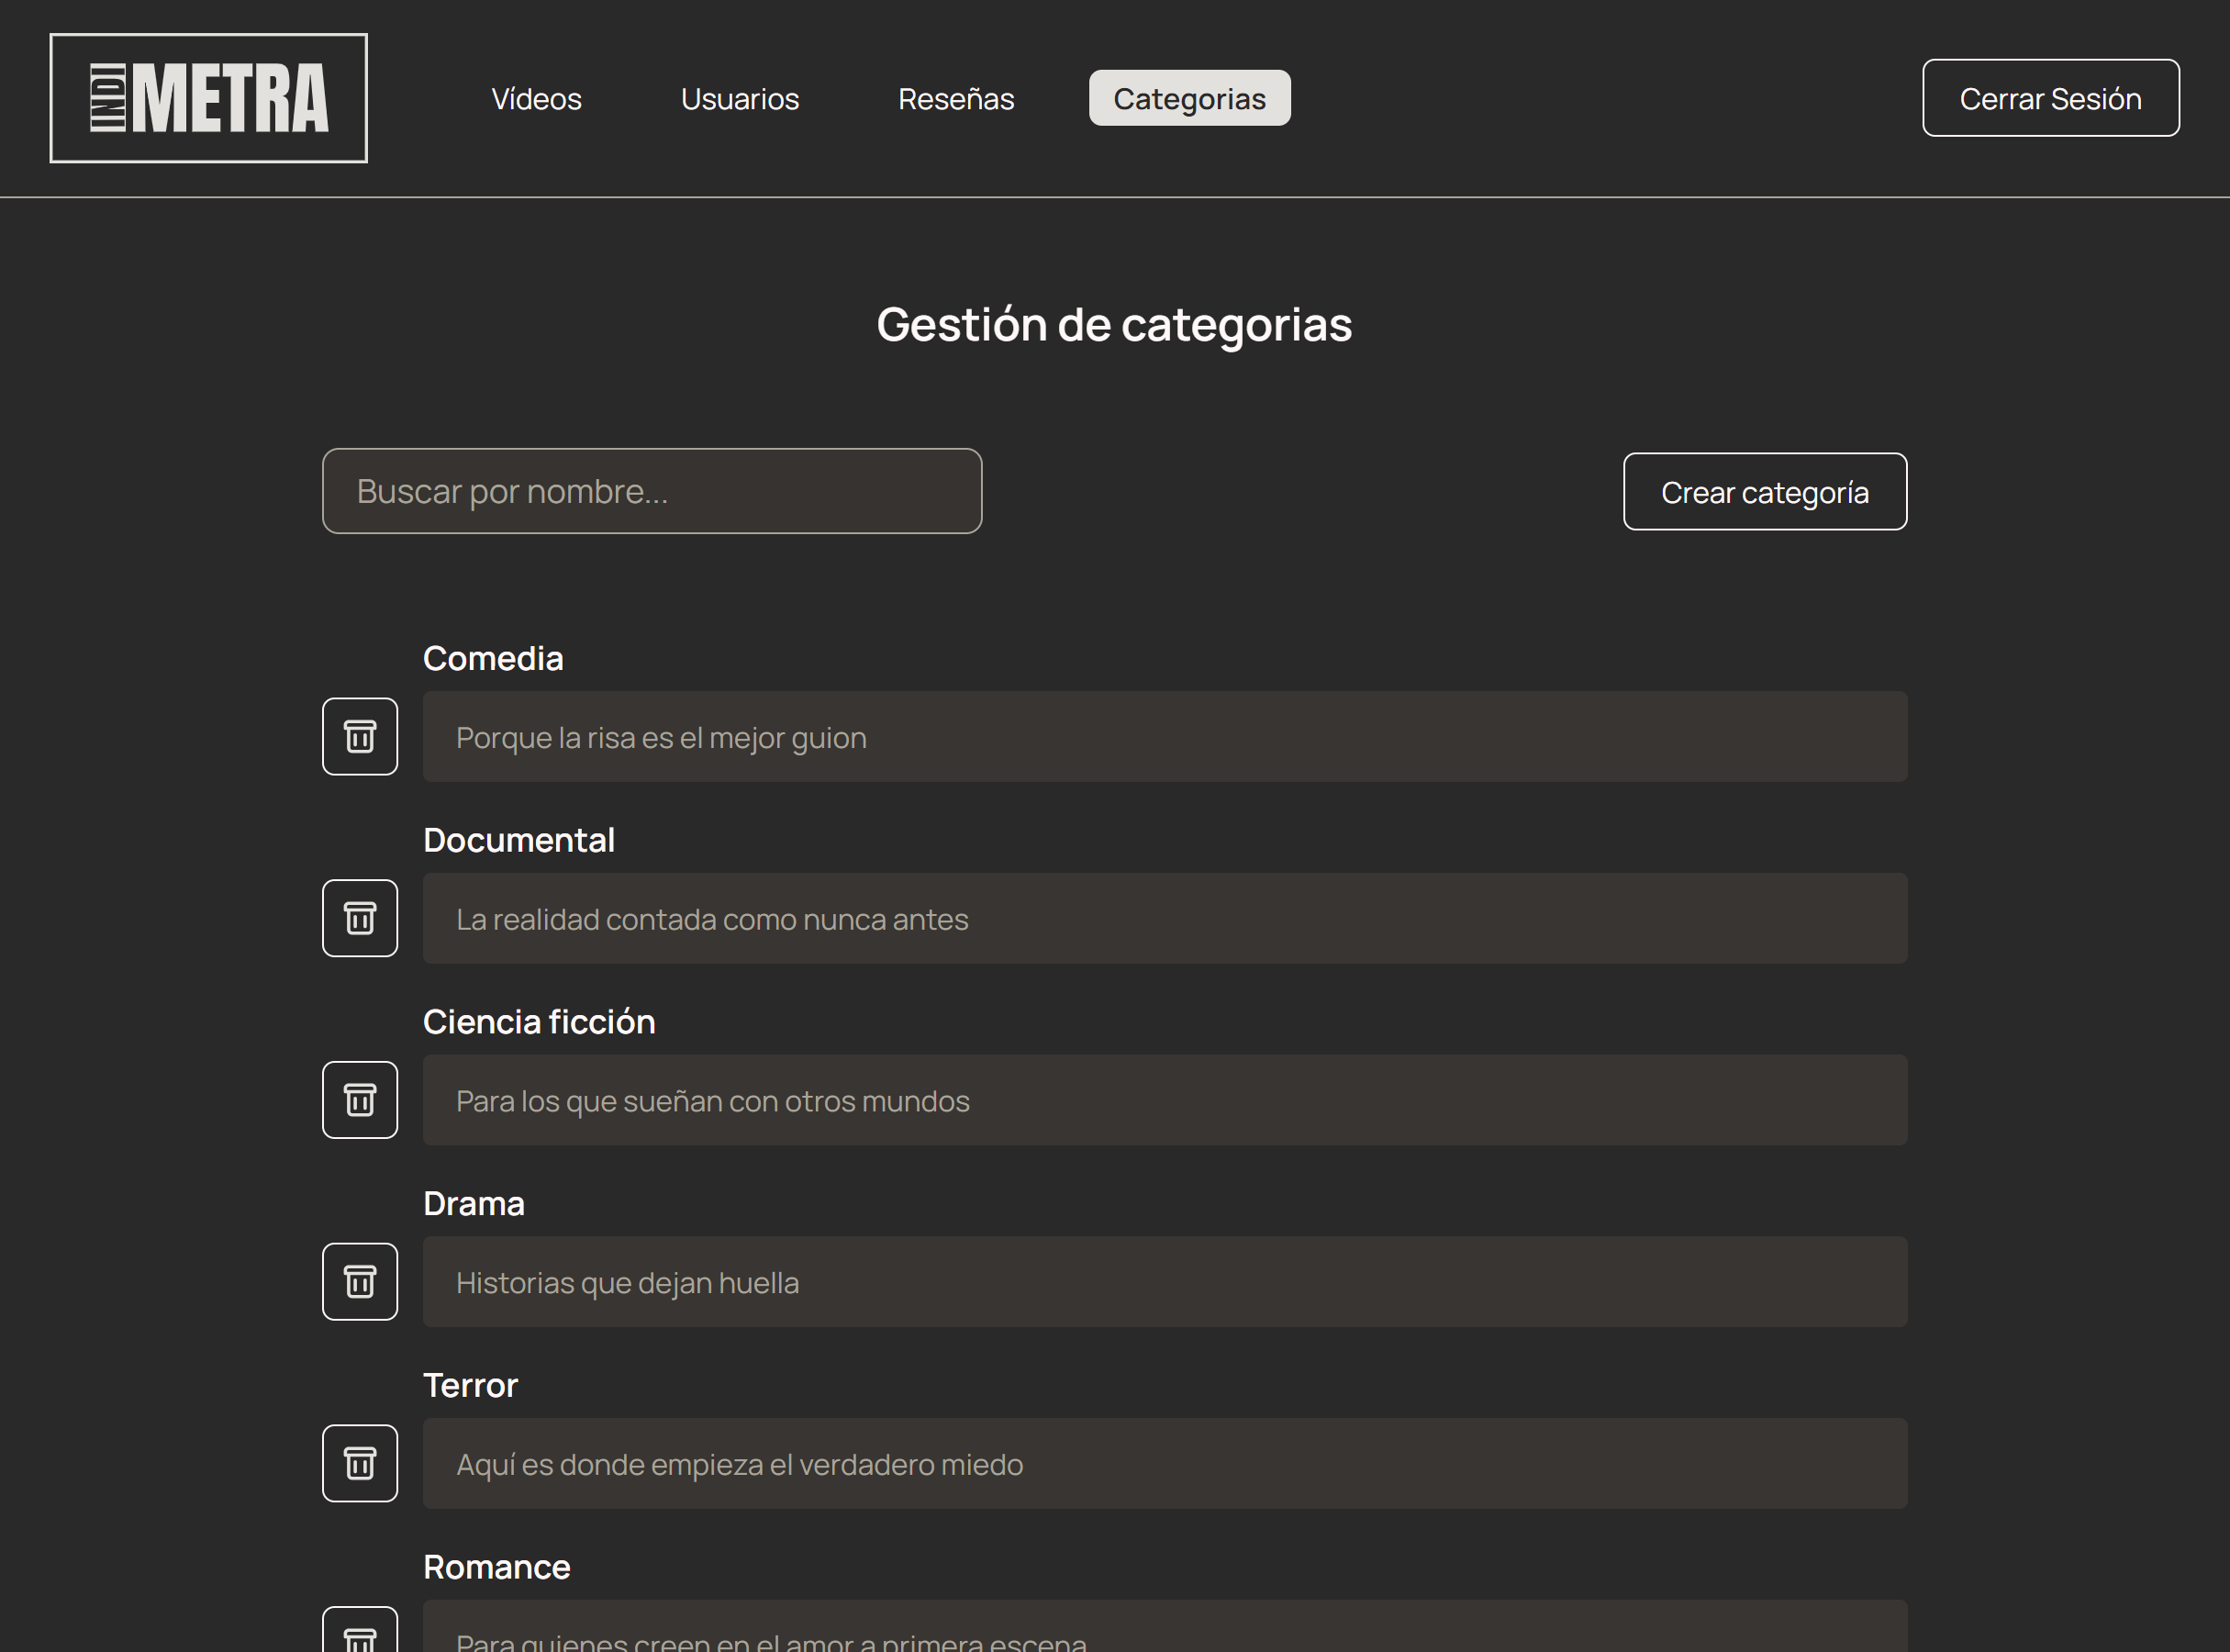 INDIMETRA
Vídeos
Usuarios
Reseñas
Categorias
Cerrar Sesión
Gestión de categorias
Buscar por nombre...
Crear categoría
Comedia
Porque la risa es el mejor guion
Documental
La realidad contada como nunca antes
Ciencia ficción
Para los que sueñan con otros mundos
Drama
Historias que dejan huella
Terror
Aquí es donde empieza el verdadero miedo
Romance
Para quienes creen en el amor a primera escena